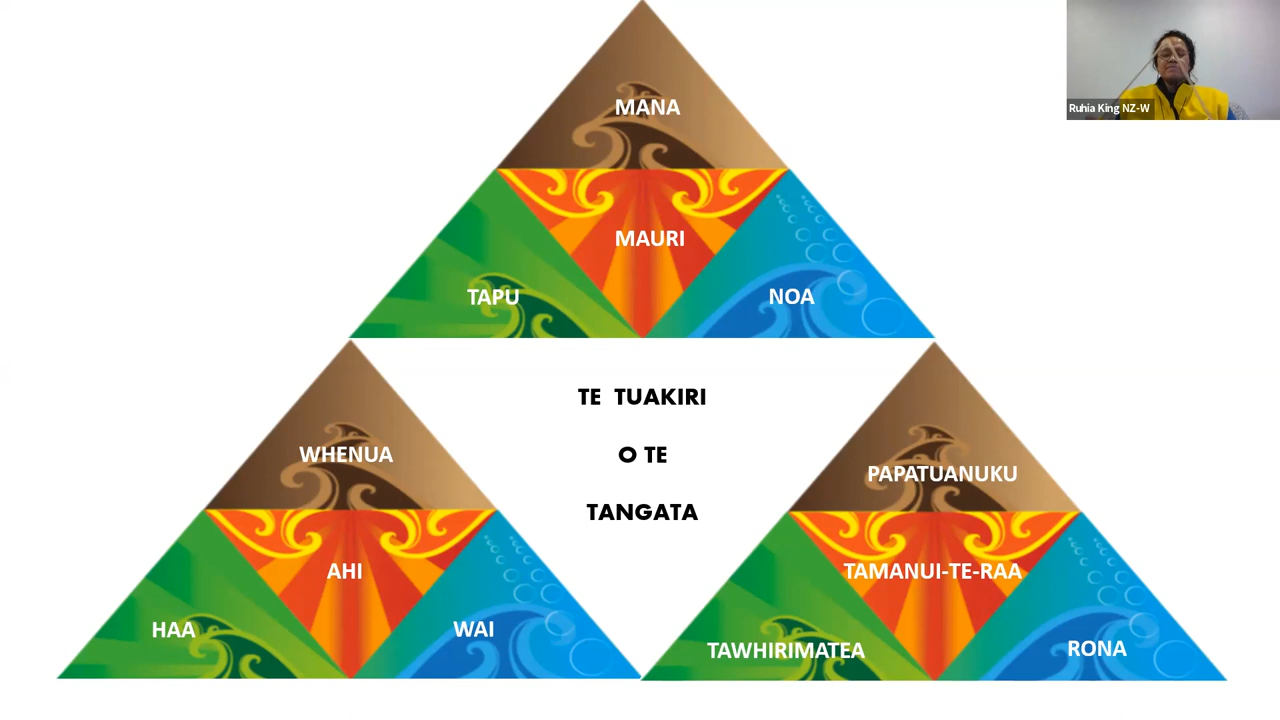 MANA
Ruhia King NZ-W
MAURI
TAPU
NOA
TE TUAKIRI
O TE
TANGATA
WHENUA
AHI
HAA
WAI
PAPATUANUKU
TAMANUI-TE-RAA
TAWHIRIMATEA
RONA